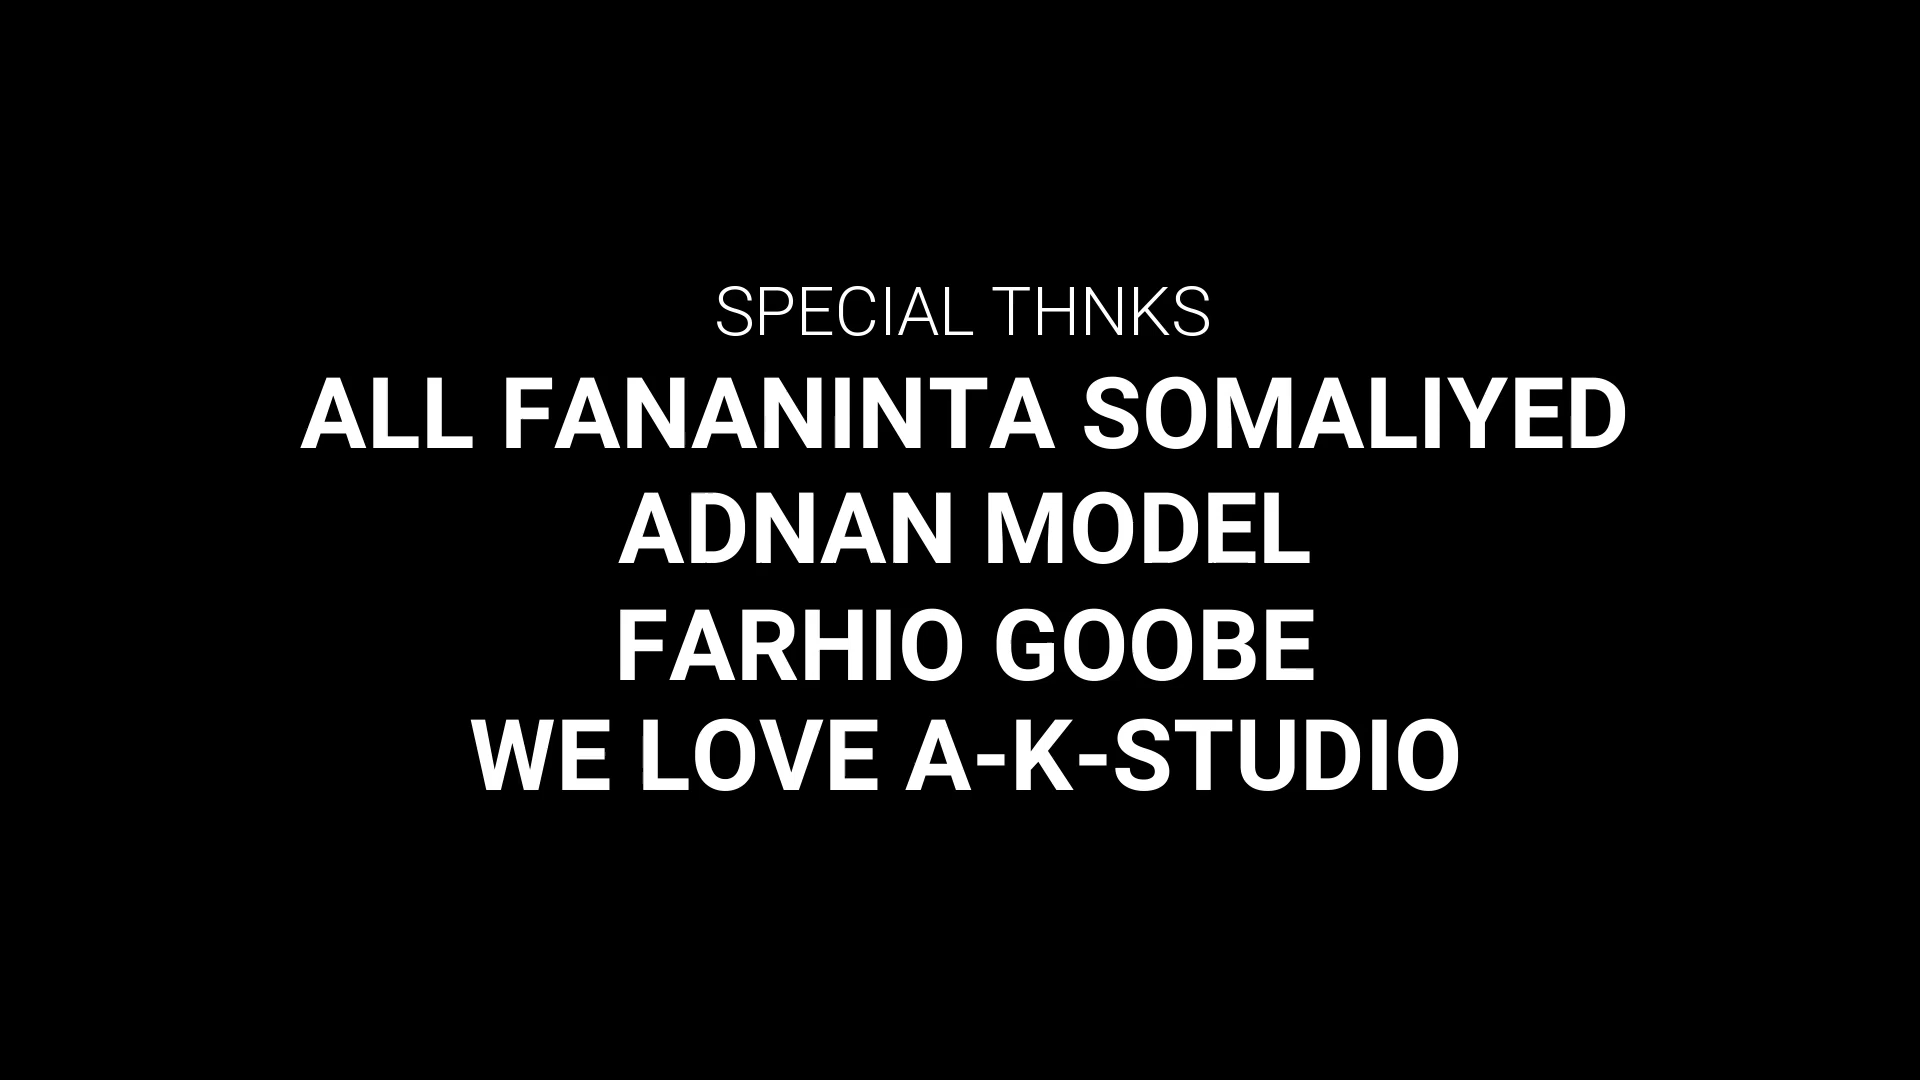 SPECIAL THNKS
ALL FANANINTA SOMALIYED
ADNAN MODEL
FARHIO GOOBE
WE LOVE A-K-STUDIO